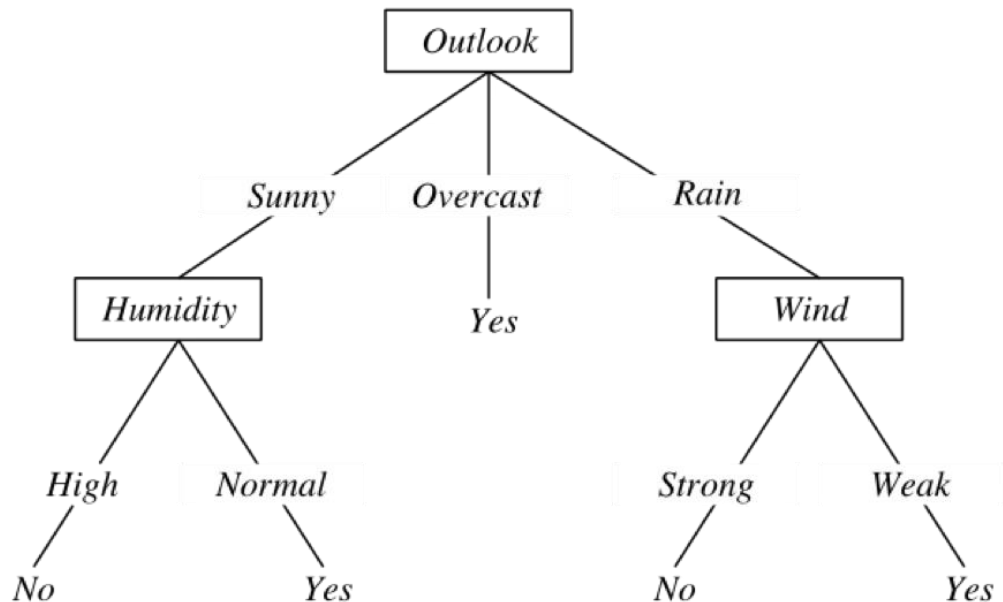 Outlook
Sunny Overcast Rain
Humidity Yes Wind
High Normal Strong Weak
No Yes No Yes